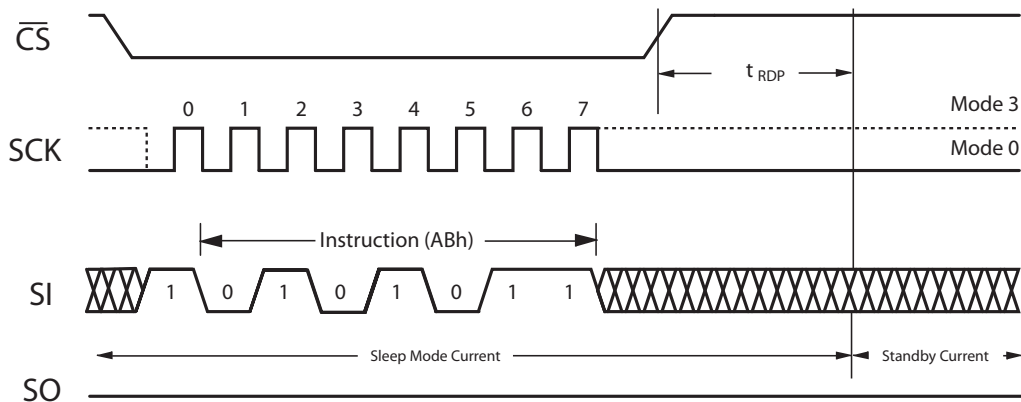 CS
t RDP
0 1 2 3 4 5 6 7
Mode 3
SCK
Mode 0
Instruction (ABh)
SI
1 0 1 0 1 0 1 1
Sleep Mode Current
Standby Current
SO